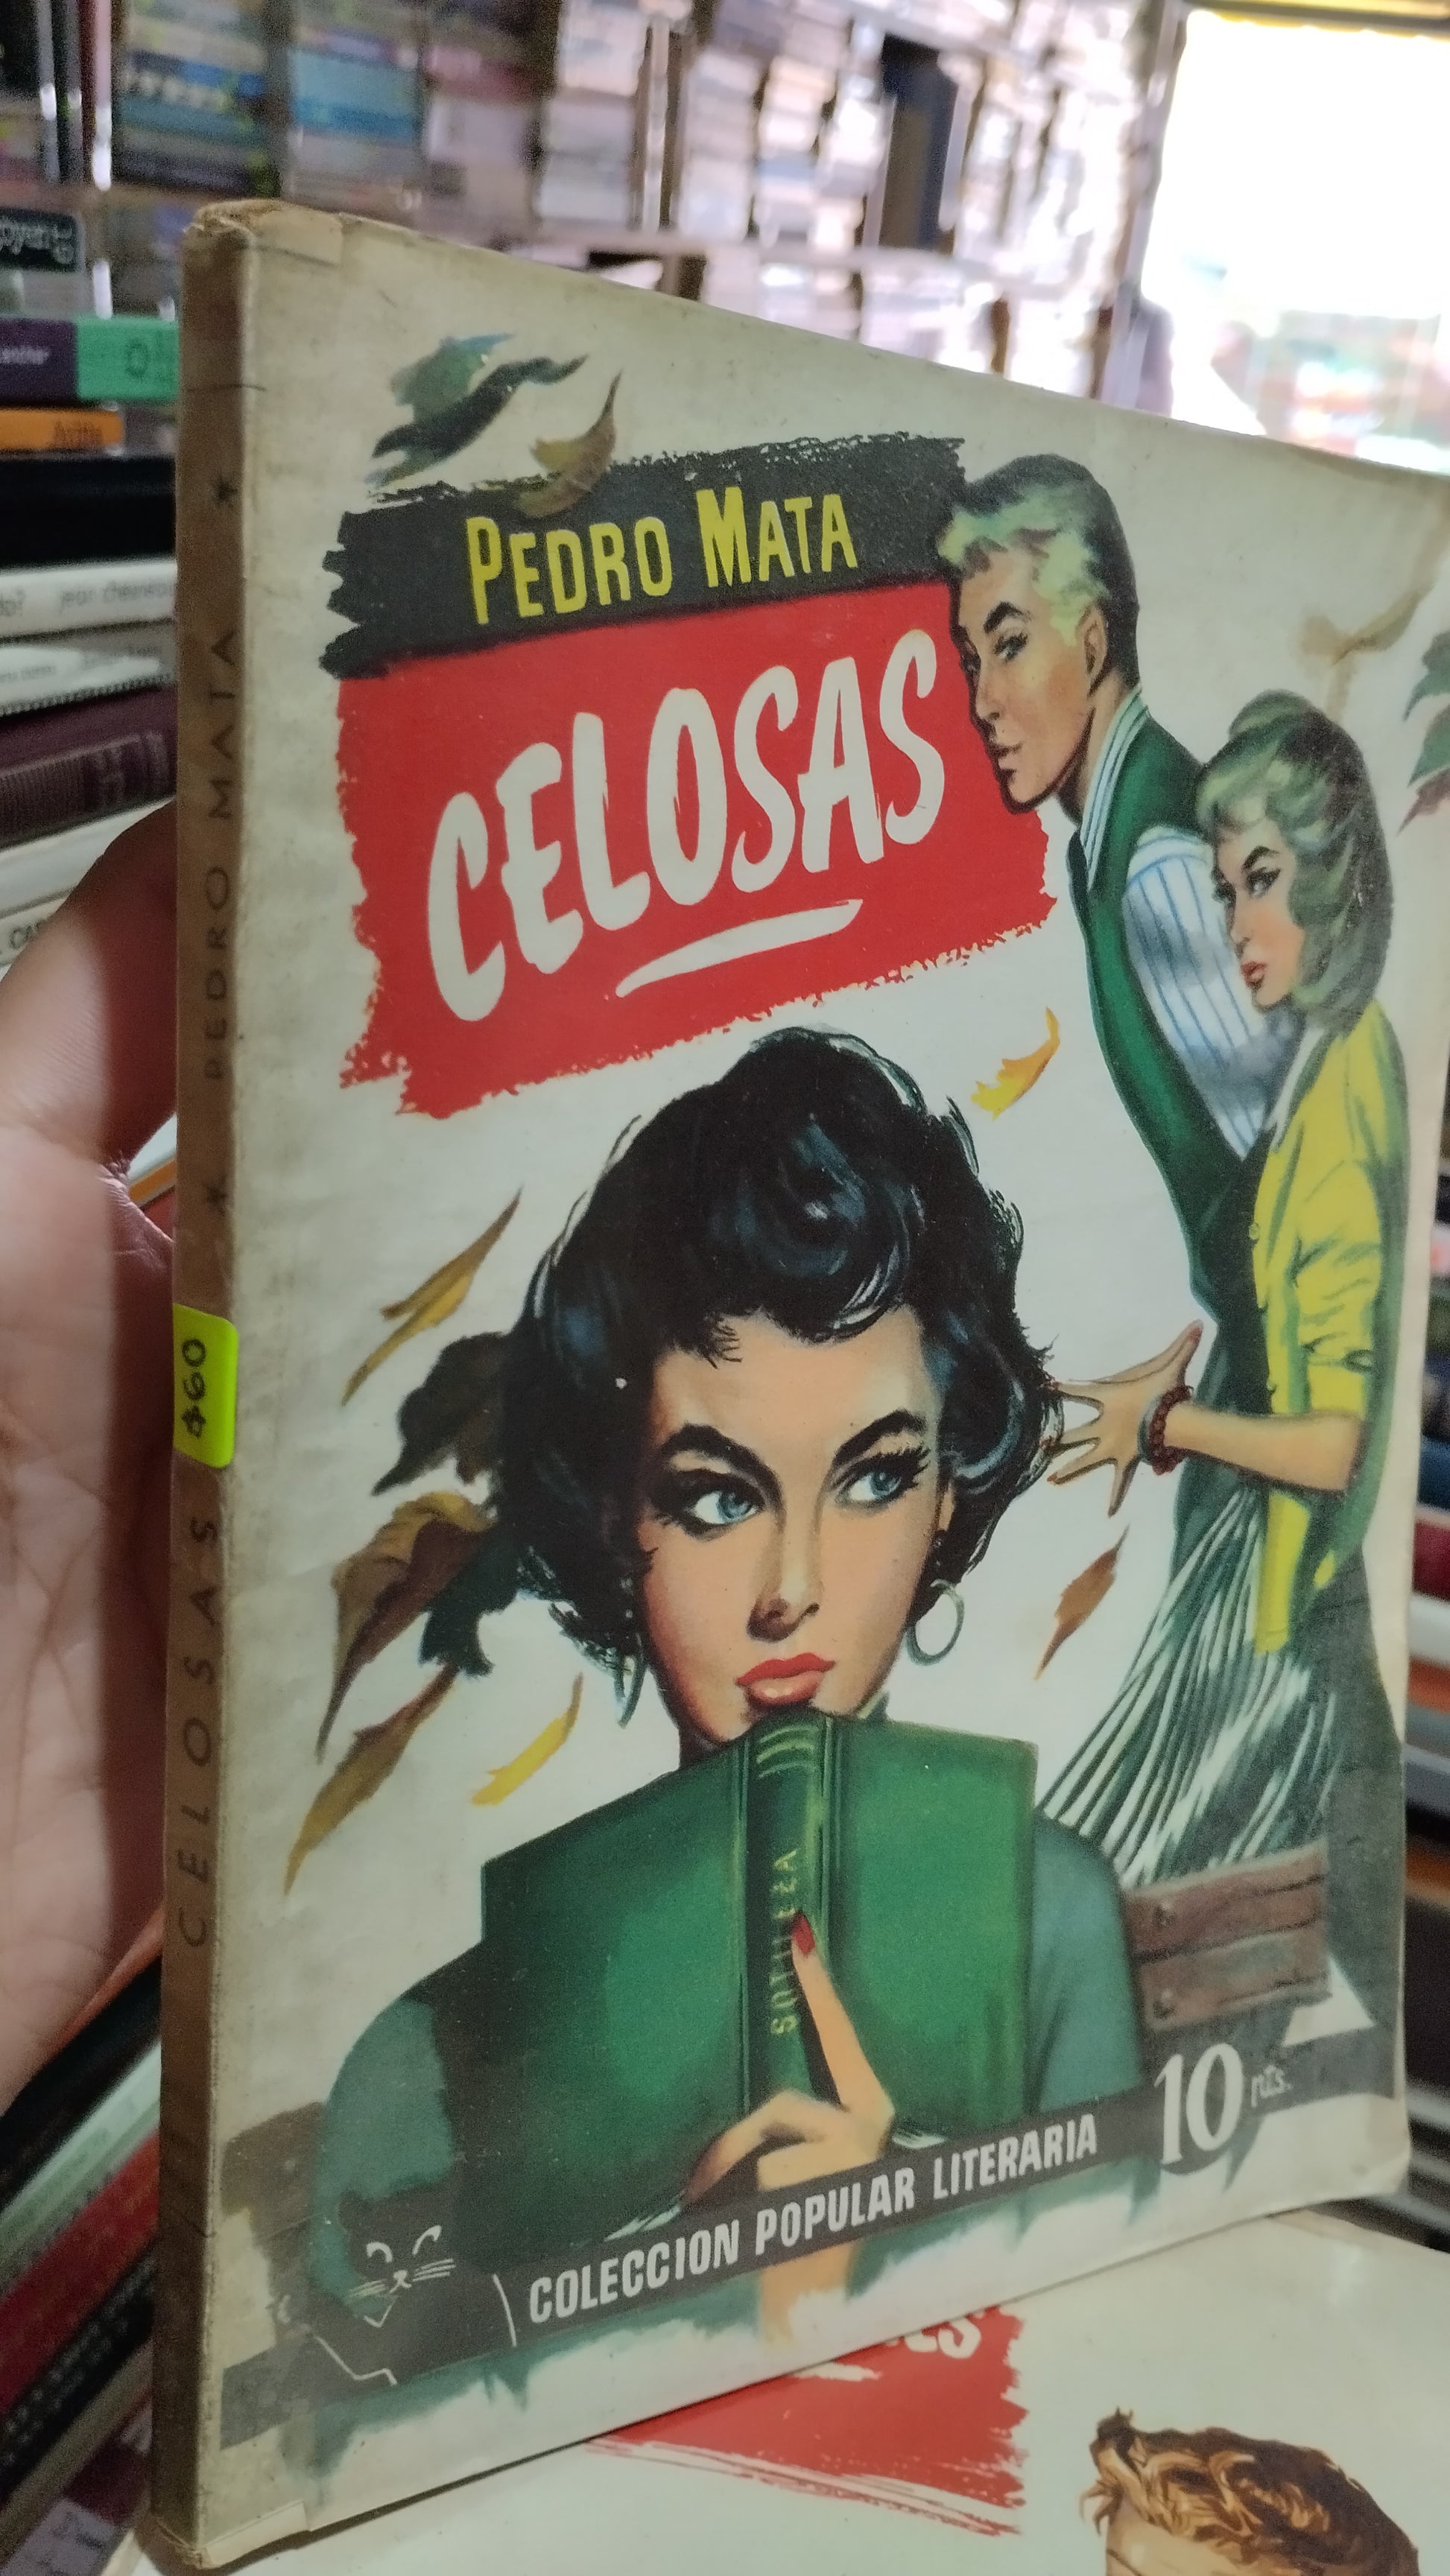 PEDRO MATA
CELOSAS
COLECCION POPULAR LITERARIA
10 pts.
CELOSAS * PEDRO MATA *
$60